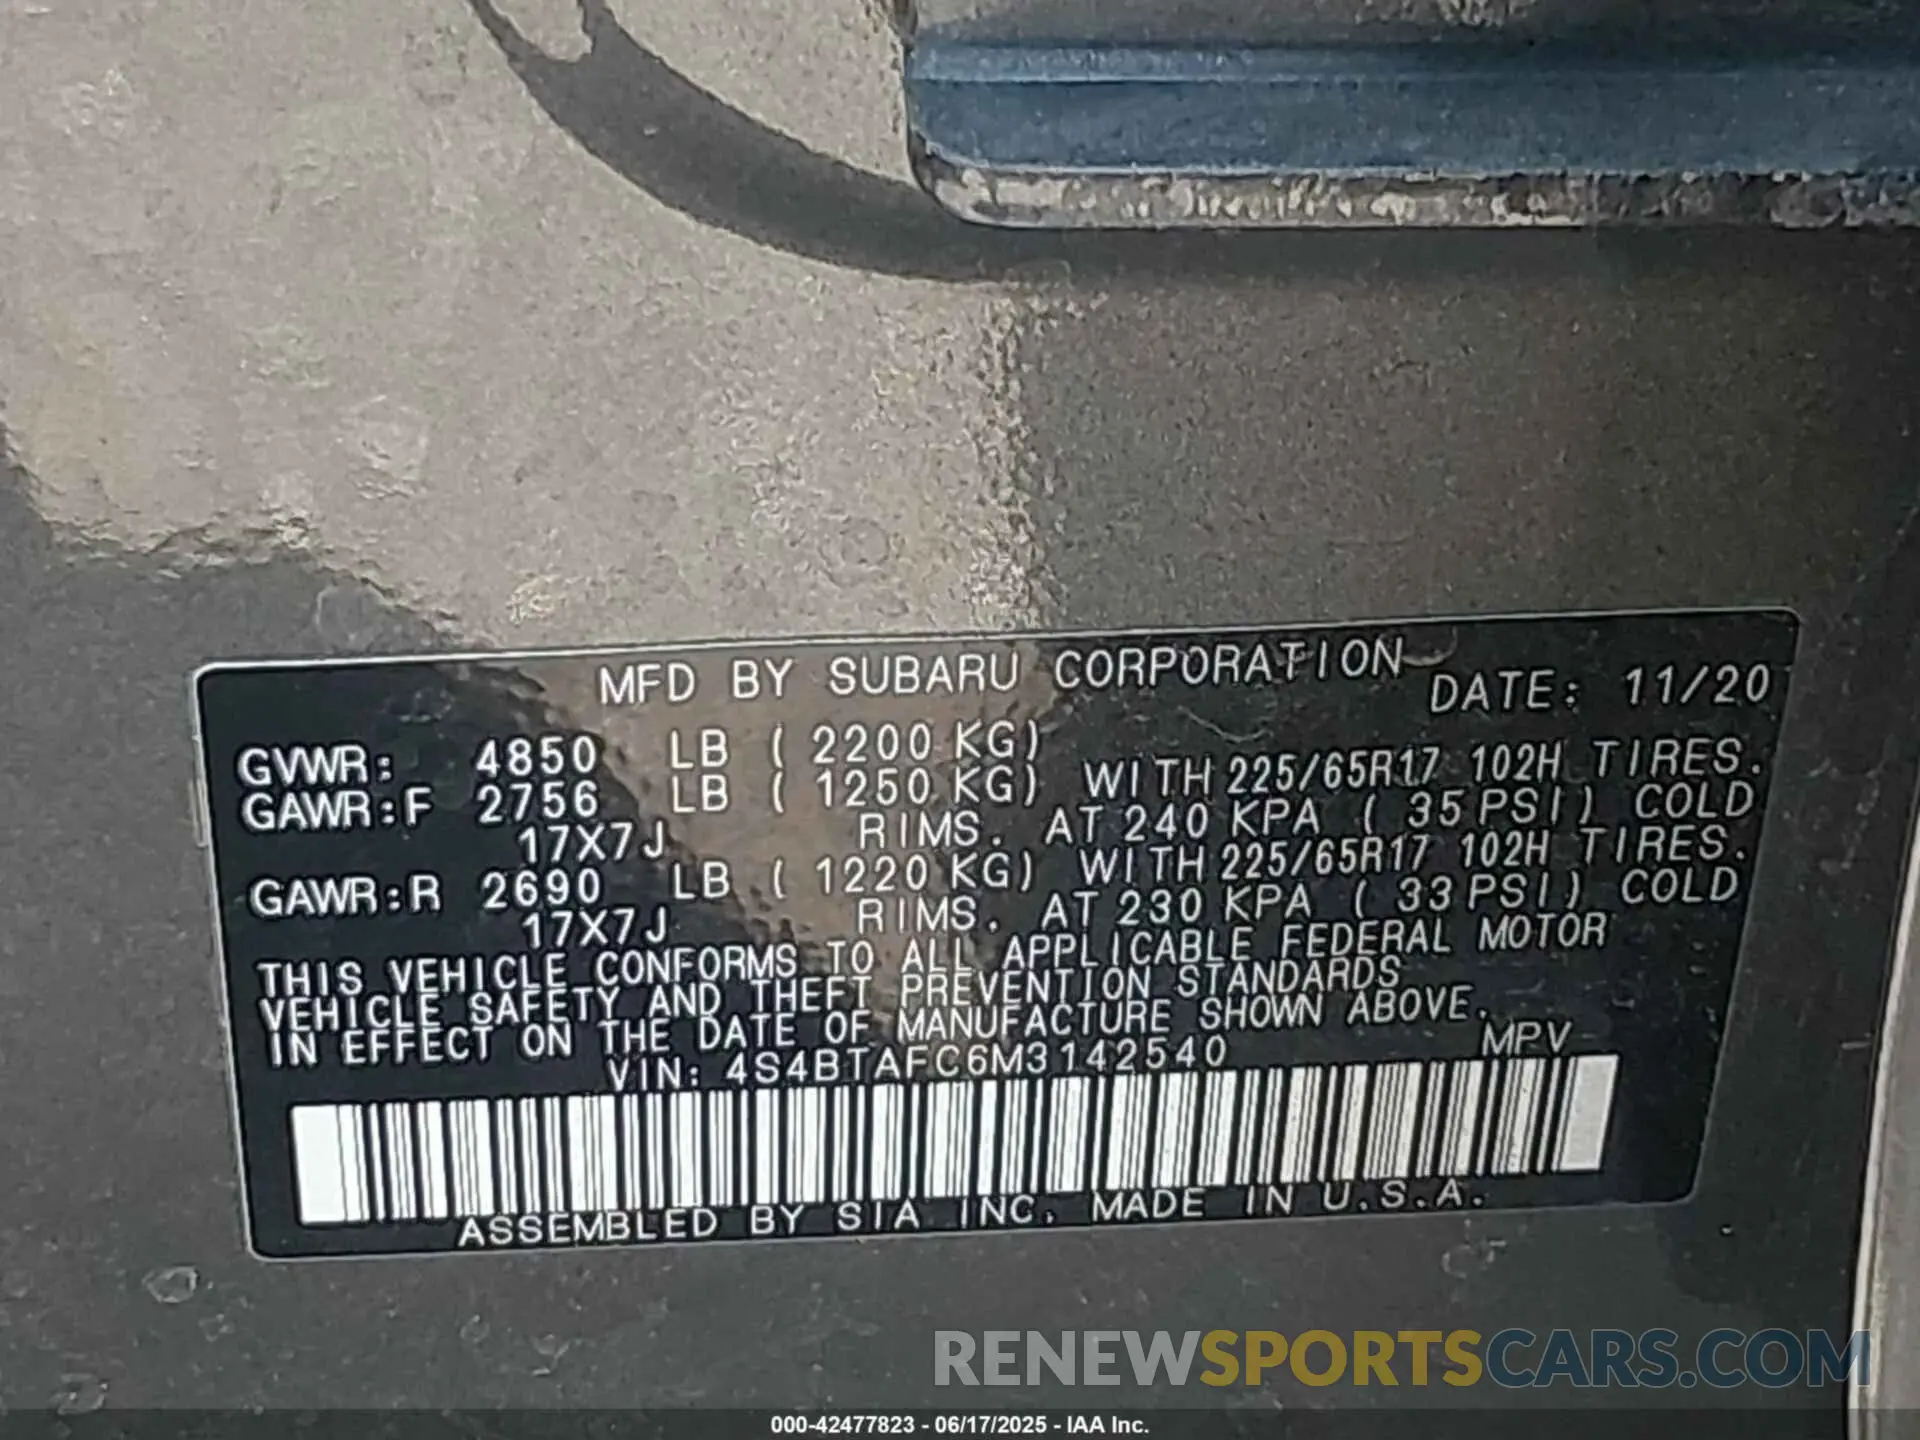 MFD BY SUBARU CORPORATION DATE: 11/20
GVWR: 4850 LB ( 2200 KG)
GAWR:F 2756 LB ( 1250 KG) WITH 225/65R17 102H TIRES.
17X7J RIMS. AT 240 KPA ( 35 PSI) COLD
GAWR:R 2690 LB ( 1220 KG) WITH 225/65R17 102H TIRES.
17X7J RIMS. AT 230 KPA ( 33 PSI) COLD
THIS VEHICLE CONFORMS TO ALL APPLICABLE FEDERAL MOTOR
VEHICLE SAFETY AND THEFT PREVENTION STANDARDS
IN EFFECT ON THE DATE OF MANUFACTURE SHOWN ABOVE.
VIN: 4S4BTAFC6M3142540 MPV
ASSEMBLED BY SIA INC. MADE IN U.S.A.
RENEWSPORTSCARS.COM
000-42477823 - 06/17/2025 - IAA Inc.